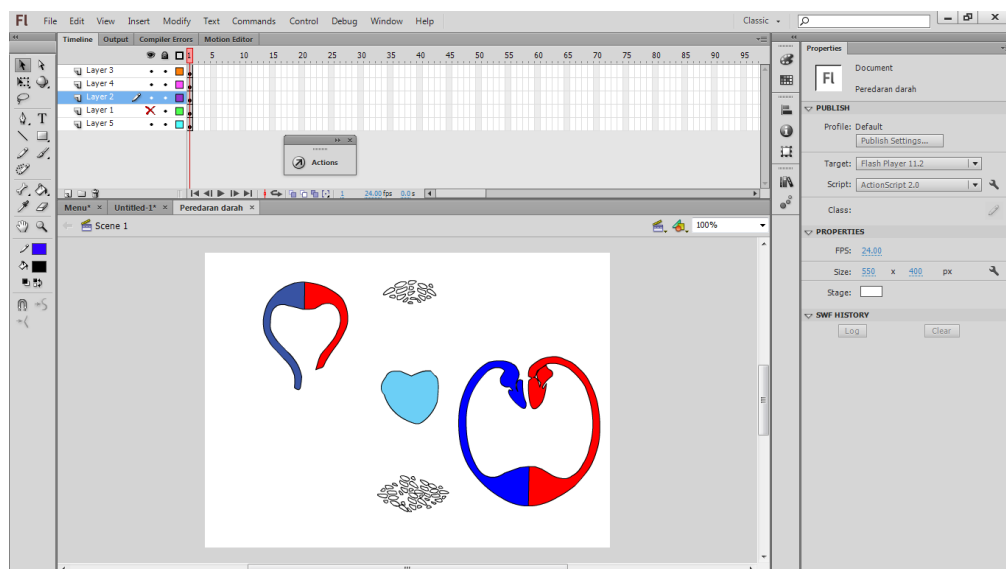 Fl File Edit View Insert Modify Text Commands Control Debug Window Help Classic
Timeline Output Compiler Errors Motion Editor
1 5 10 15 20 25 30 35 40 45 50 55 60 65 70 75 80 85 90 95
Layer 3
Layer 4
Layer 2
Layer 1
Layer 5
Actions
1 24.00 fps 0.0 s
Menu* × Untitled-1* × Peredaran darah ×
Scene 1 100%
Properties
Fl
Document
Peredaran darah
PUBLISH
Profile: Default
Publish Settings...
Target: Flash Player 11.2
Script: ActionScript 2.0
Class:
PROPERTIES
FPS: 24.00
Size: 550 x 400 px
Stage:
SWF HISTORY
Log Clear